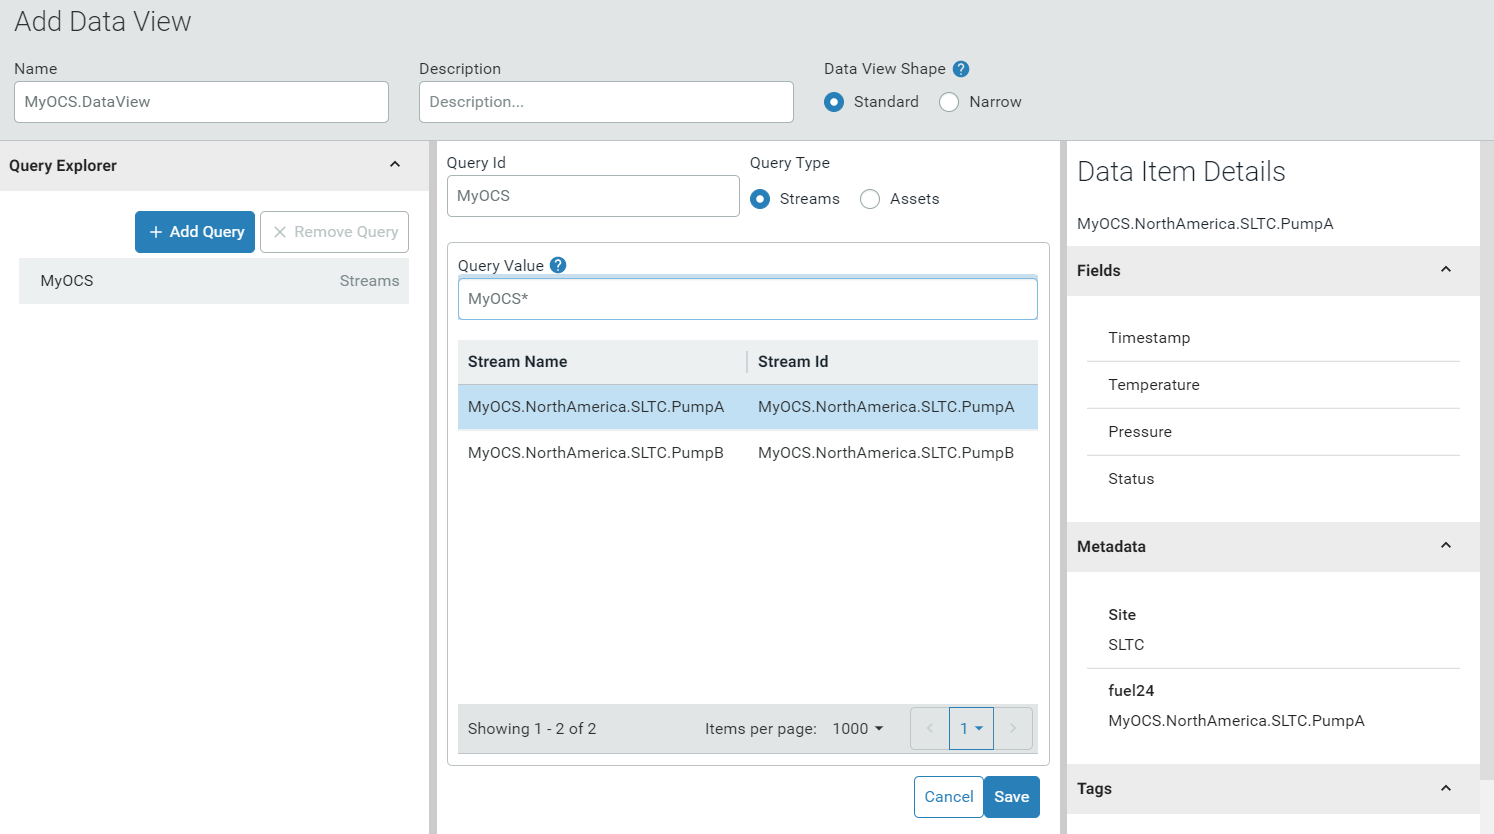 Add Data View
Name
Description
Data View Shape ?
MyOCS.DataView
Description...
Standard
Narrow
Query Explorer
+ Add Query
× Remove Query
MyOCS
Streams
Query Id
Query Type
MyOCS
Streams
Assets
Query Value ?
MyOCS*
Stream Name
Stream Id
MyOCS.NorthAmerica.SLTC.PumpA
MyOCS.NorthAmerica.SLTC.PumpA
MyOCS.NorthAmerica.SLTC.PumpB
MyOCS.NorthAmerica.SLTC.PumpB
Showing 1 - 2 of 2
Items per page: 1000
1
Cancel
Save
Data Item Details
MyOCS.NorthAmerica.SLTC.PumpA
Fields
Timestamp
Temperature
Pressure
Status
Metadata
Site
SLTC
fuel24
MyOCS.NorthAmerica.SLTC.PumpA
Tags